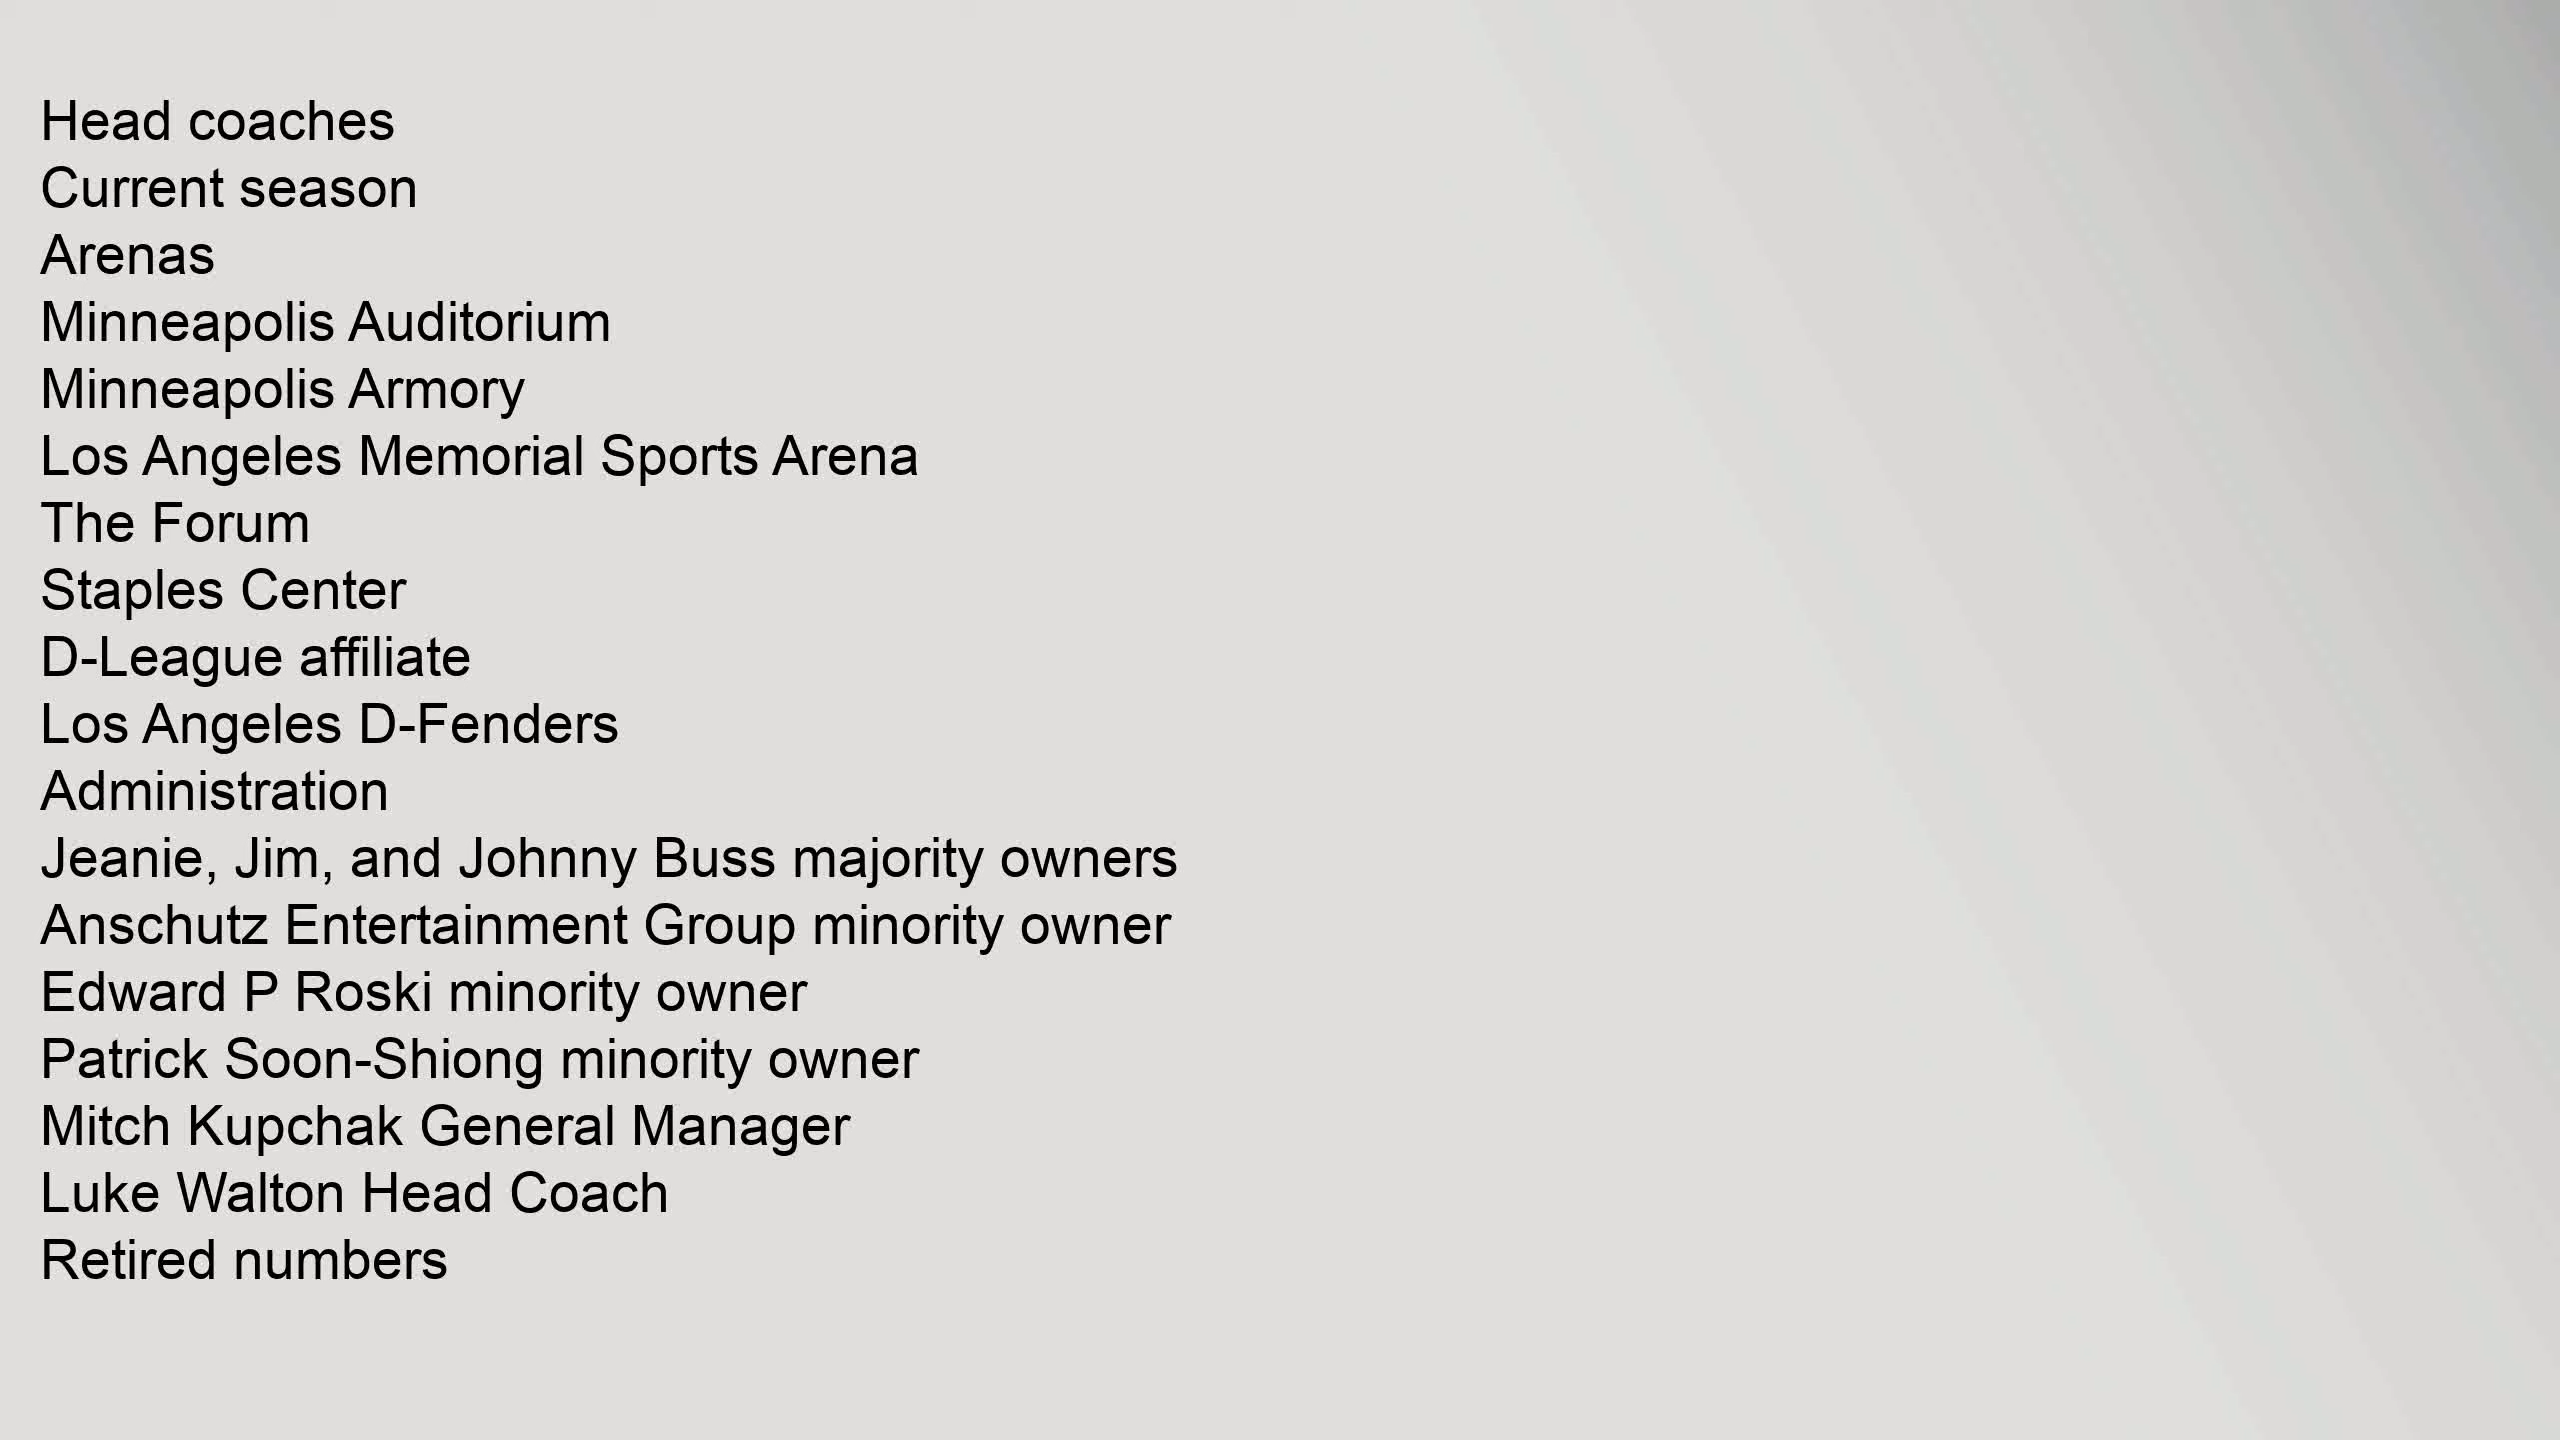 Head coaches
Current season
Arenas
Minneapolis Auditorium
Minneapolis Armory
Los Angeles Memorial Sports Arena
The Forum
Staples Center
D-League affiliate
Los Angeles D-Fenders
Administration
Jeanie, Jim, and Johnny Buss majority owners
Anschutz Entertainment Group minority owner
Edward P Roski minority owner
Patrick Soon-Shiong minority owner
Mitch Kupchak General Manager
Luke Walton Head Coach
Retired numbers